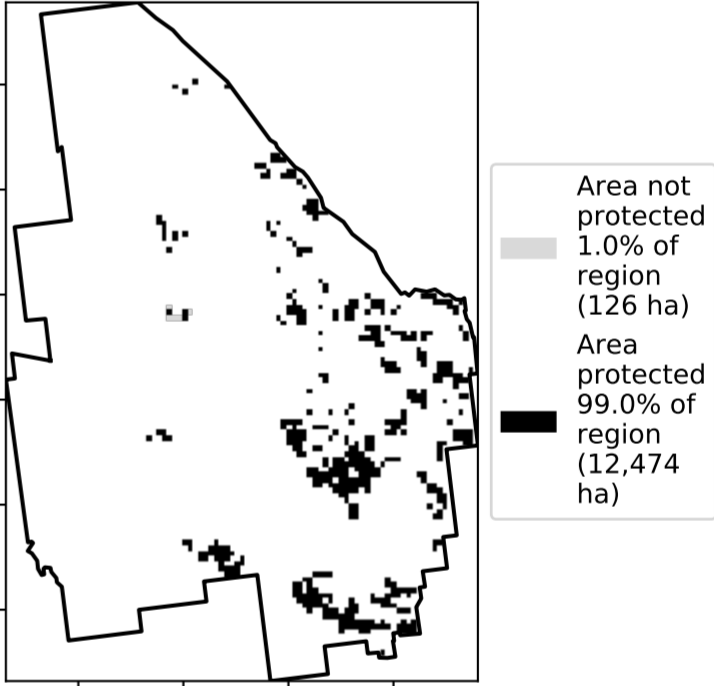 Area not
protected
1.0% of
region
(126 ha)
Area
protected
99.0% of
region
(12,474
ha)